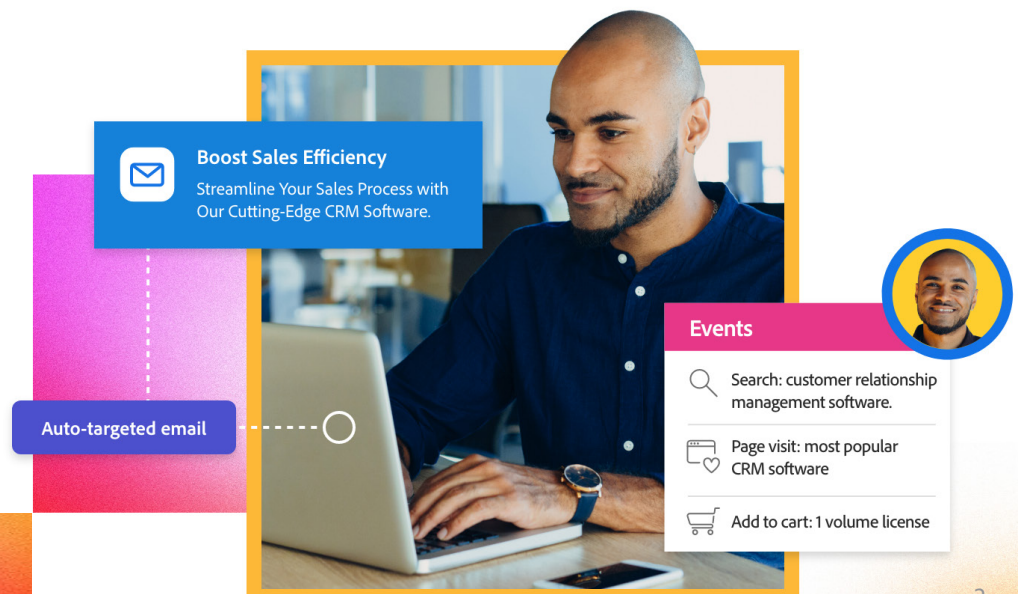 Boost Sales Efficiency
Streamline Your Sales Process with
Our Cutting-Edge CRM Software.
Auto-targeted email
Events
Search: customer relationship
management software.
Page visit: most popular
CRM software
Add to cart: 1 volume license